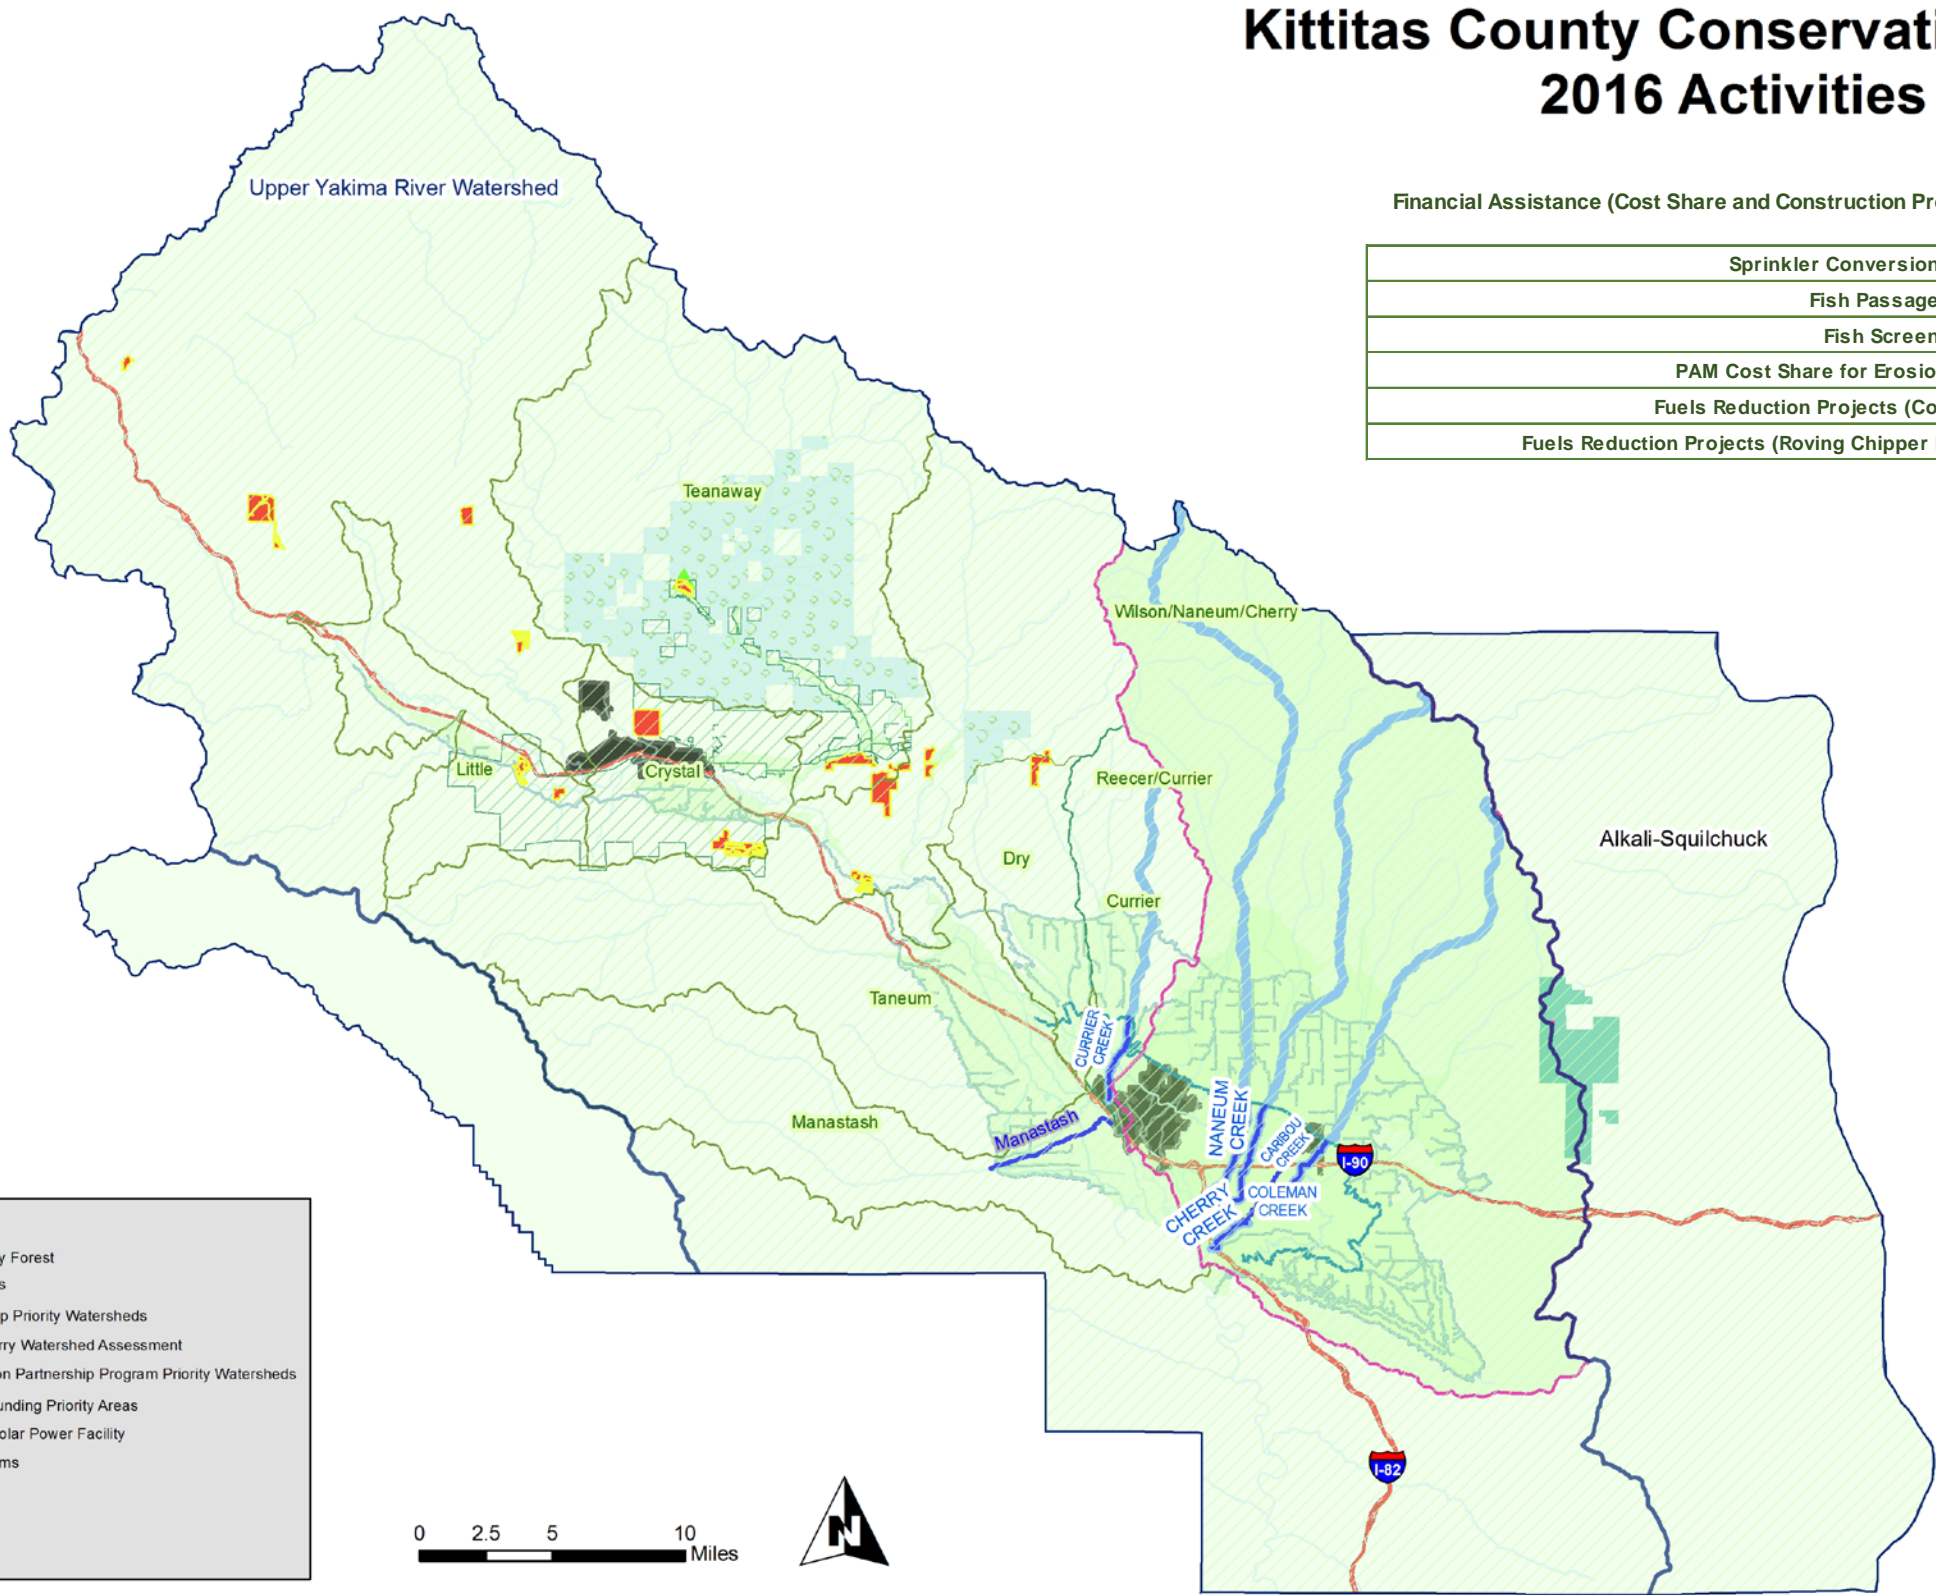 Kittitas County Conservati
2016 Activities
Financial Assistance (Cost Share and Construction Pr
Sprinkler Conversion
Fish Passage
Fish Screen
PAM Cost Share for Erosio
Fuels Reduction Projects (Co
Fuels Reduction Projects (Roving Chipper
Upper Yakima River Watershed
Teanaway
Wilson/Naneum/Cherry
Little
Crystal
Reecer/Currier
Alkali-Squilchuck
Dry
Currier
Taneum
CURRIER
CREEK
Manastash
Manastash
NANEUM
CREEK
CARIBOU
CREEK
I-90
CHERRY
CREEK
COLEMAN
CREEK
I-82
y Forest
s
p Priority Watersheds
rry Watershed Assessment
on Partnership Program Priority Watersheds
unding Priority Areas
olar Power Facility
ms
0 2.5 5 10
Miles
N